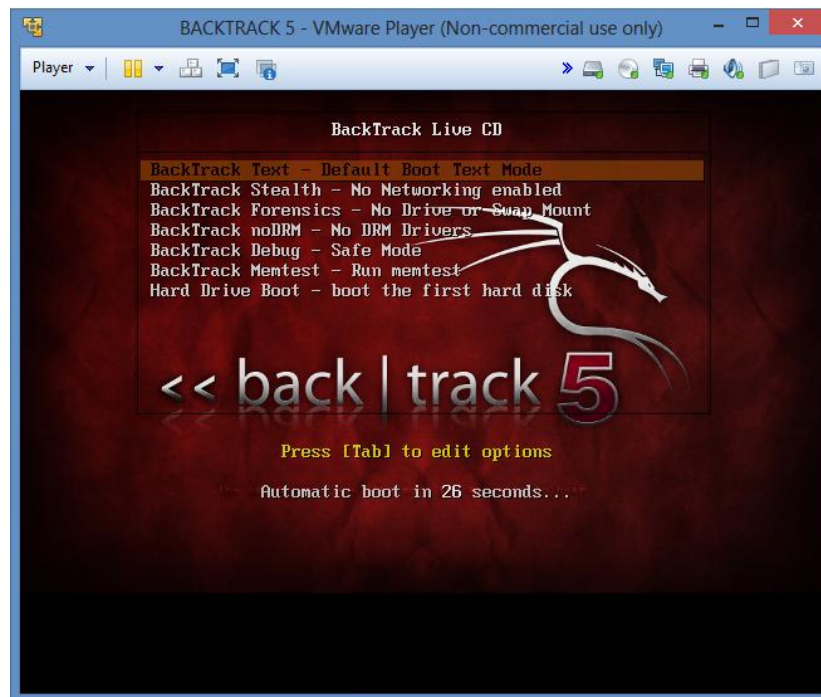 BACKTRACK 5 - VMware Player (Non-commercial use only)
Player
BackTrack Live CD
BackTrack Text - Default Boot Text Mode
BackTrack Stealth - No Networking enabled
BackTrack Forensics - No Drive or Swap Mount
BackTrack noDRM - No DRM Drivers
BackTrack Debug - Safe Mode
BackTrack Memtest - Run memtest
Hard Drive Boot - boot the first hard disk
<< back | track 5
Press [Tab] to edit options
Automatic boot in 26 seconds...